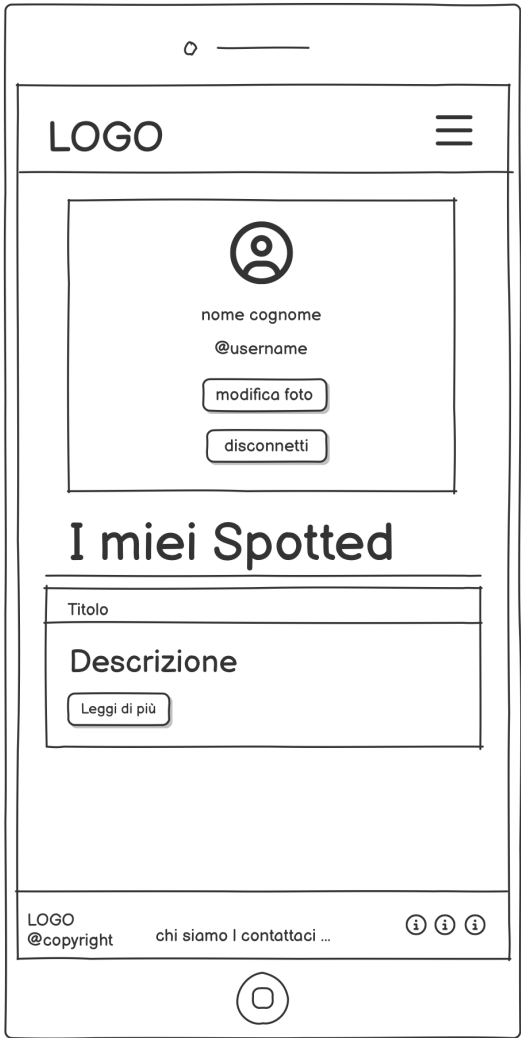 LOGO
nome cognome
@username
modifica foto
disconnetti
I miei Spotted
Titolo
Descrizione
Leggi di più
LOGO
@copyright
chi siamo | contattaci ...
i i i